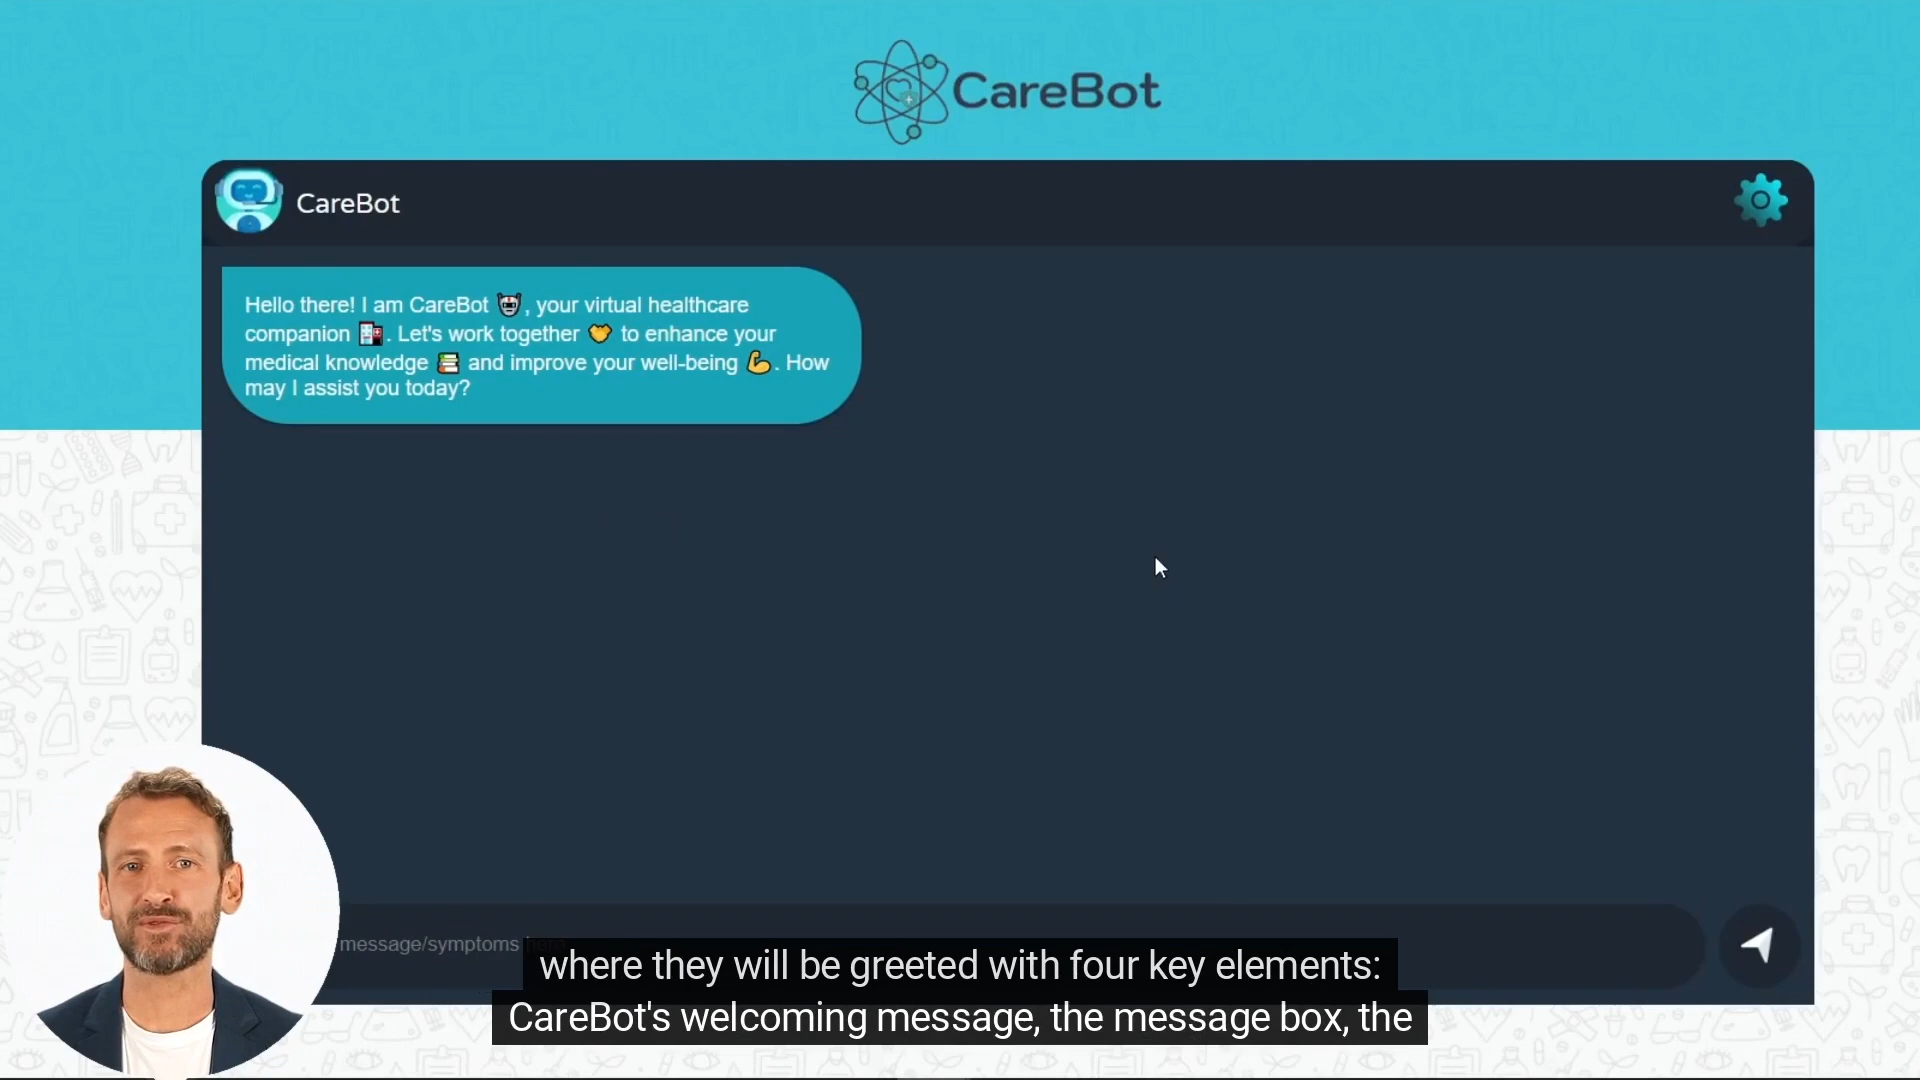 CareBot
CareBot
Hello there! I am CareBot 🤖, your virtual healthcare
companion 🏥. Let's work together 🤝 to enhance your
medical knowledge 📚 and improve your well-being 💪. How
may I assist you today?
message/symptoms here
where they will be greeted with four key elements:
CareBot's welcoming message, the message box, the